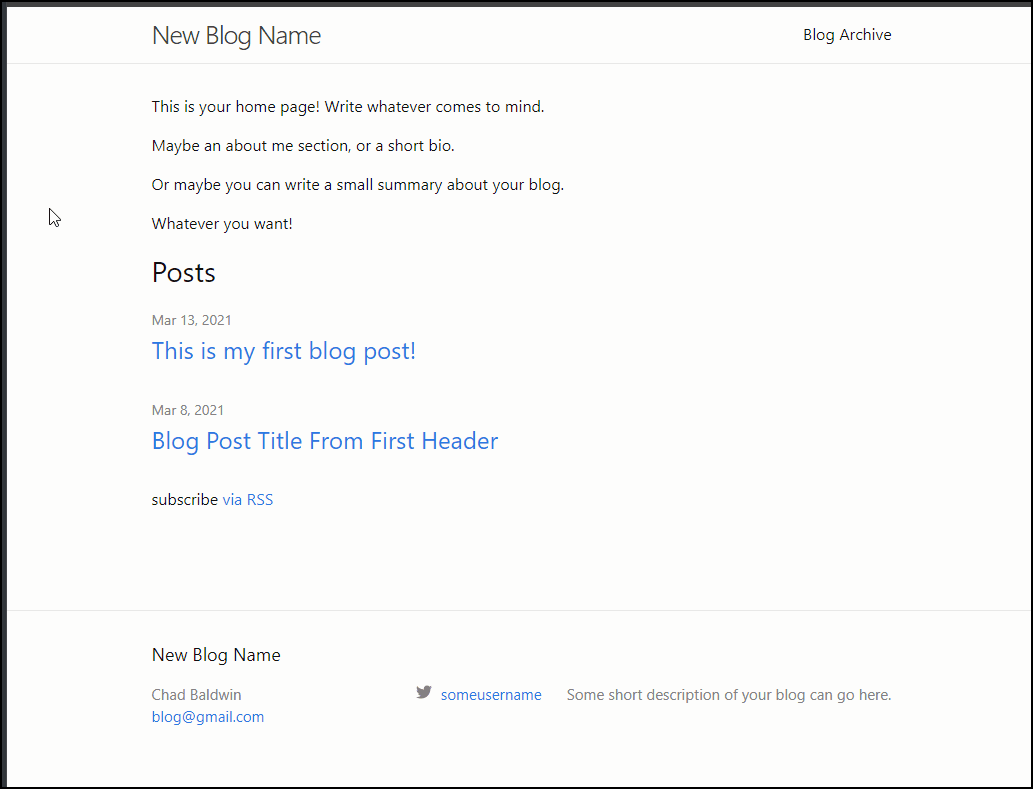 New Blog Name
Blog Archive
This is your home page! Write whatever comes to mind.
Maybe an about me section, or a short bio.
Or maybe you can write a small summary about your blog.
Whatever you want!
Posts
Mar 13, 2021
This is my first blog post!
Mar 8, 2021
Blog Post Title From First Header
subscribe via RSS
New Blog Name
Chad Baldwin
blog@gmail.com
someusername
Some short description of your blog can go here.